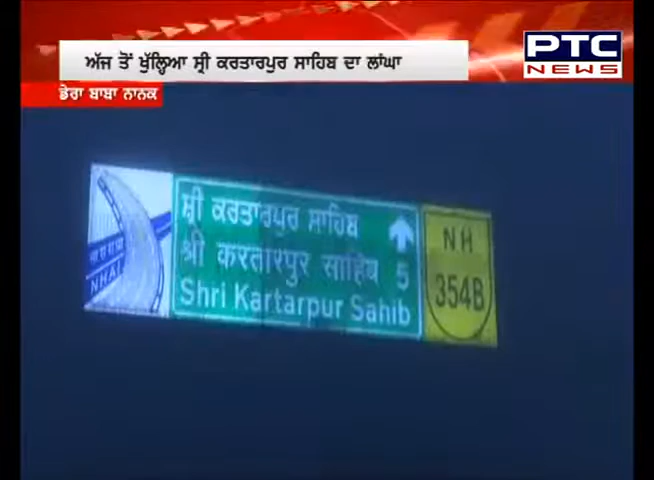 ਅੱਜ ਤੋਂ ਖੁੱਲ੍ਹਿਆ ਸ੍ਰੀ ਕਰਤਾਰਪੁਰ ਸਾਹਿਬ ਦਾ ਲਾਂਘਾ
PTC
NEWS
ਡੇਰਾ ਬਾਬਾ ਨਾਨਕ
ਸ਼੍ਰੀ ਕਰਤਾਰਪੁਰ ਸਾਹਿਬ
श्री करतारपुर साहिब 5
Shri Kartarpur Sahib
NH
354B
NHAI